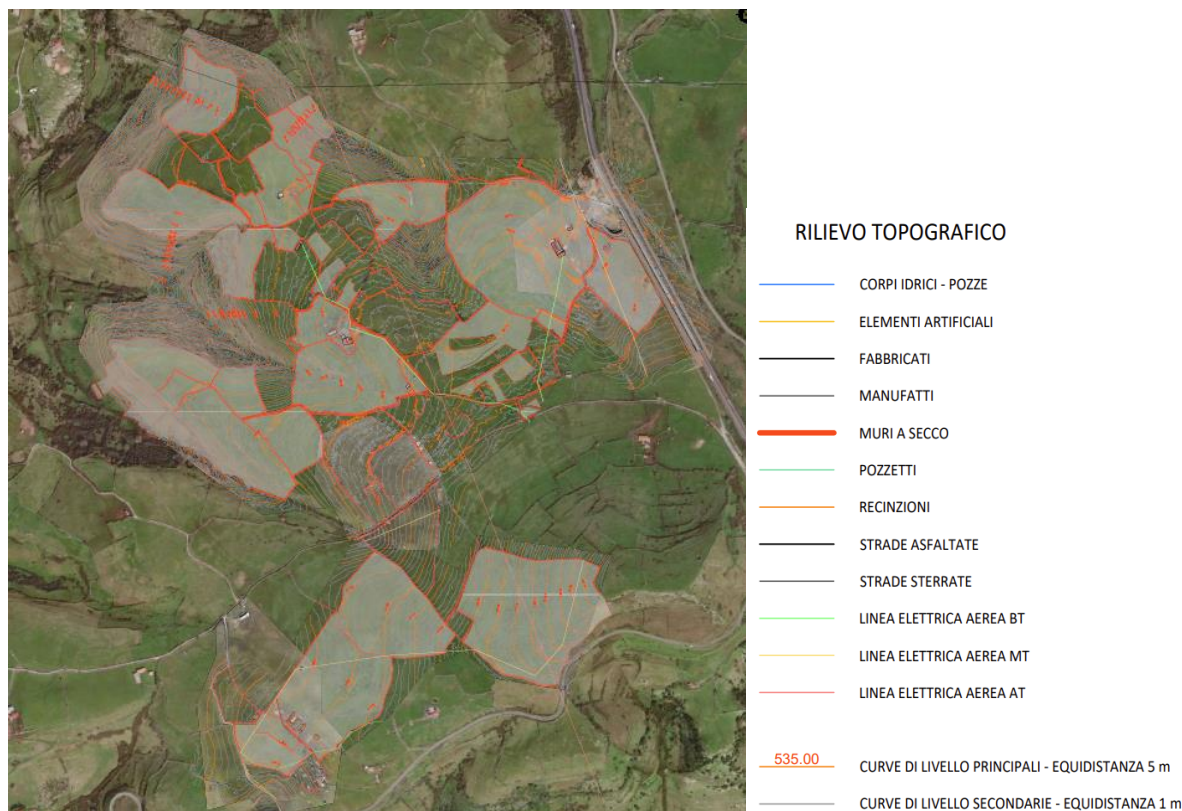 RILIEVO TOPOGRAFICO
CORPI IDRICI - POZZE
ELEMENTI ARTIFICIALI
FABBRICATI
MANUFATTI
MURI A SECCO
POZZETTI
RECINZIONI
STRADE ASFALTATE
STRADE STERRATE
LINEA ELETTRICA AEREA BT
LINEA ELETTRICA AEREA MT
LINEA ELETTRICA AEREA AT
535.00
CURVE DI LIVELLO PRINCIPALI - EQUIDISTANZA 5 m
CURVE DI LIVELLO SECONDARIE - EQUIDISTANZA 1 m